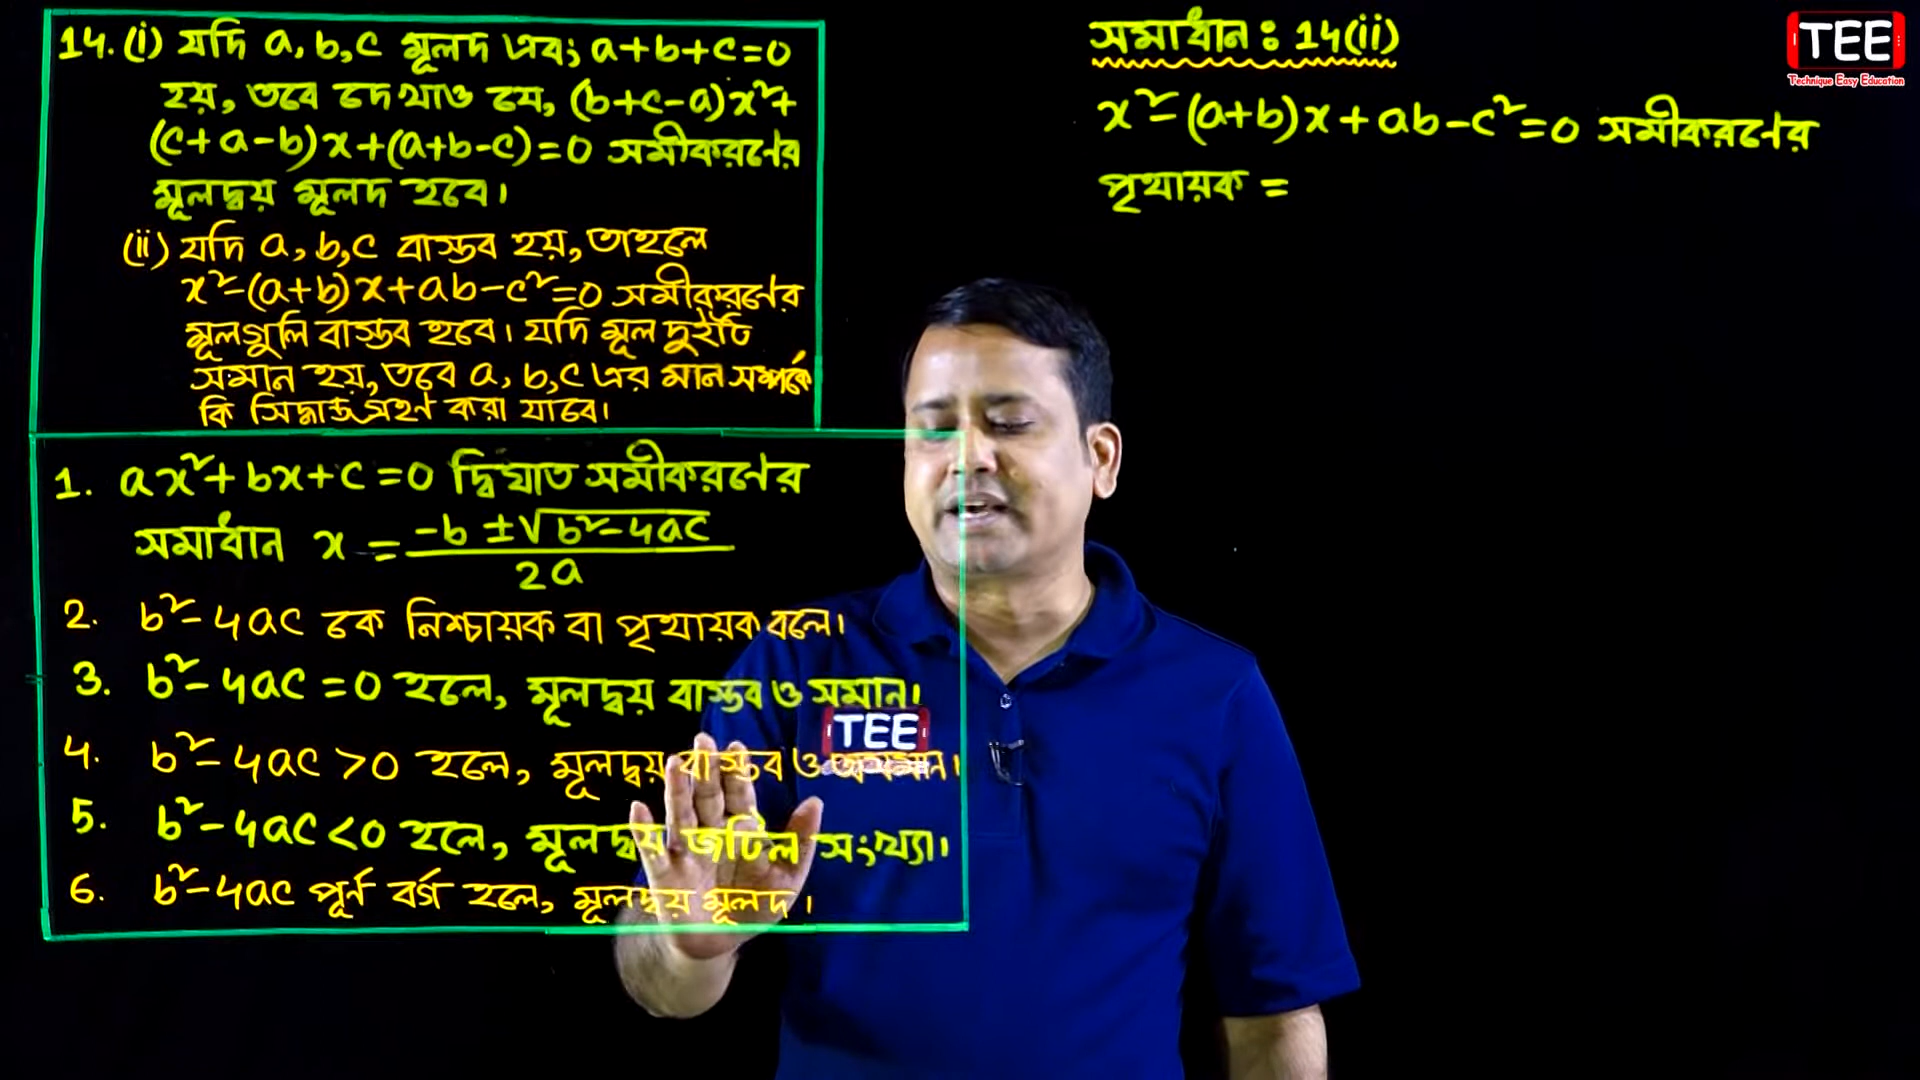 14. (i) যদি a, b, c মূলদ এবং a+b+c=0
হয়, তবে দেখাও যে, (b+c-a)x²+
(c+a-b)x+(a+b-c)=0 সমীকরণের
মূলদ্বয় মূলদ হবে।
(ii) যদি a, b, c বাস্তব হয়, তাহলে
x²-(a+b)x+ab-c²=0 সমীকরণের
মূলগুলি বাস্তব হবে। যদি মূল দুইটি
সমান হয়, তবে a, b, c এর মান সম্পর্কে
কি সিদ্ধান্ত গ্রহণ করা যাবে।
1. ax²+bx+c=0 দ্বিঘাত সমীকরণের
সমাধান x = (-b ±√(b²-4ac))/2a
2. b²-4ac কে নিশ্চায়ক বা পৃথায়ক বলে।
3. b²-4ac=0 হলে, মূলদ্বয় বাস্তব ও সমান।
4. b²-4ac>0 হলে, মূলদ্বয় বাস্তব ও অসমান।
5. b²-4ac<0 হলে, মূলদ্বয় জটিল সংখ্যা।
6. b²-4ac পূর্ন বর্গ হলে, মূলদ্বয় মূলদ।
সমাধান : 14(ii)
x²-(a+b)x+ab-c²=0 সমীকরণের
পৃথায়ক =
TEE
Technique Easy Education
TEE